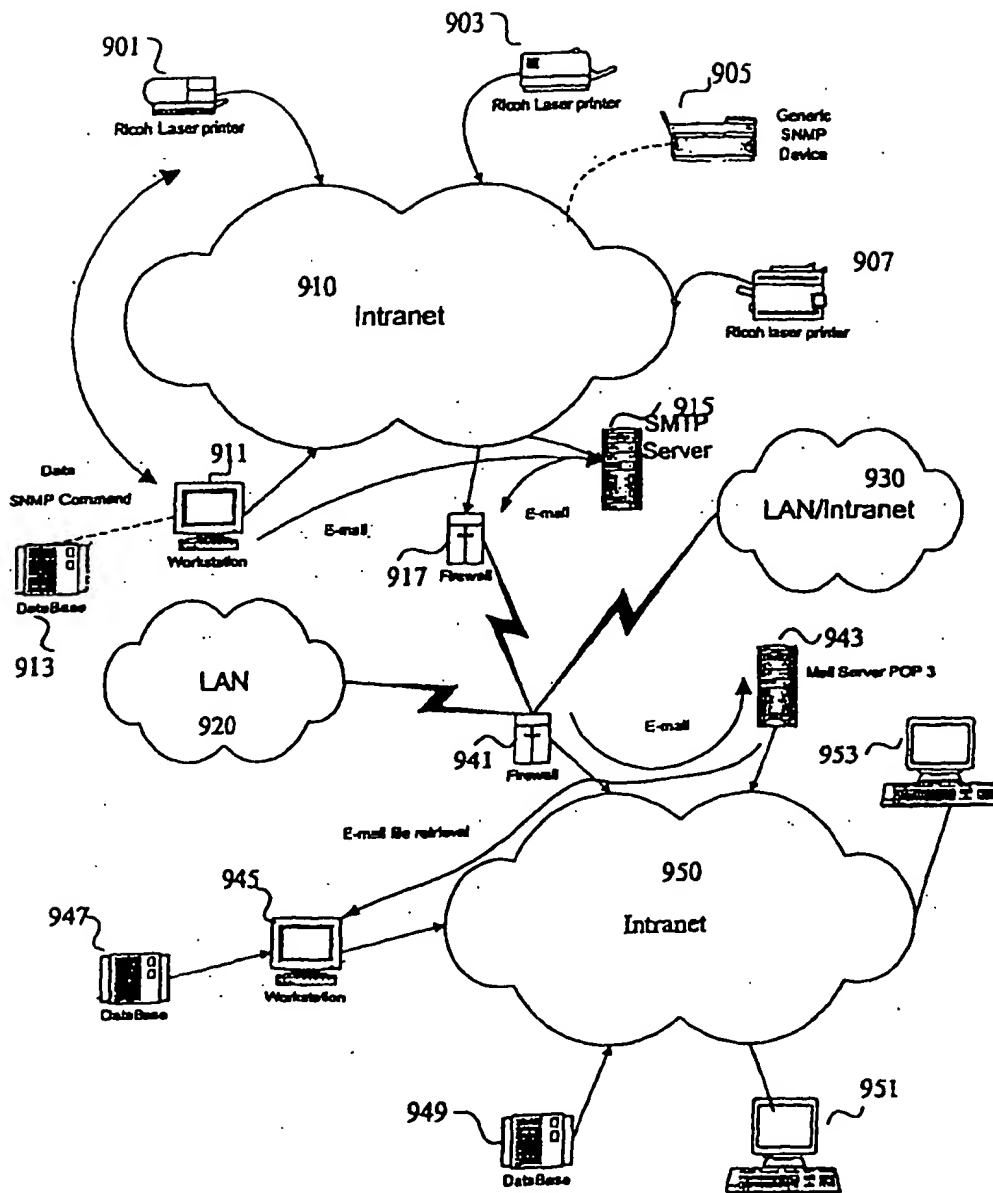 901
Ricoh Laser printer
903
Ricoh Laser printer
905
Generic
SNMP
Device
910
Intranet
907
Ricoh laser printer
915
SMTP
Server
911
Data
SNMP Command
E-mail
E-mail
Workstation
917
Firewall
DataBase
913
930
LAN/Intranet
LAN
920
943
Mail Server POP 3
E-mail
941
Firewall
953
E-mail file retrieval
945
950
Intranet
947
DataBase
Workstation
949
DataBase
951